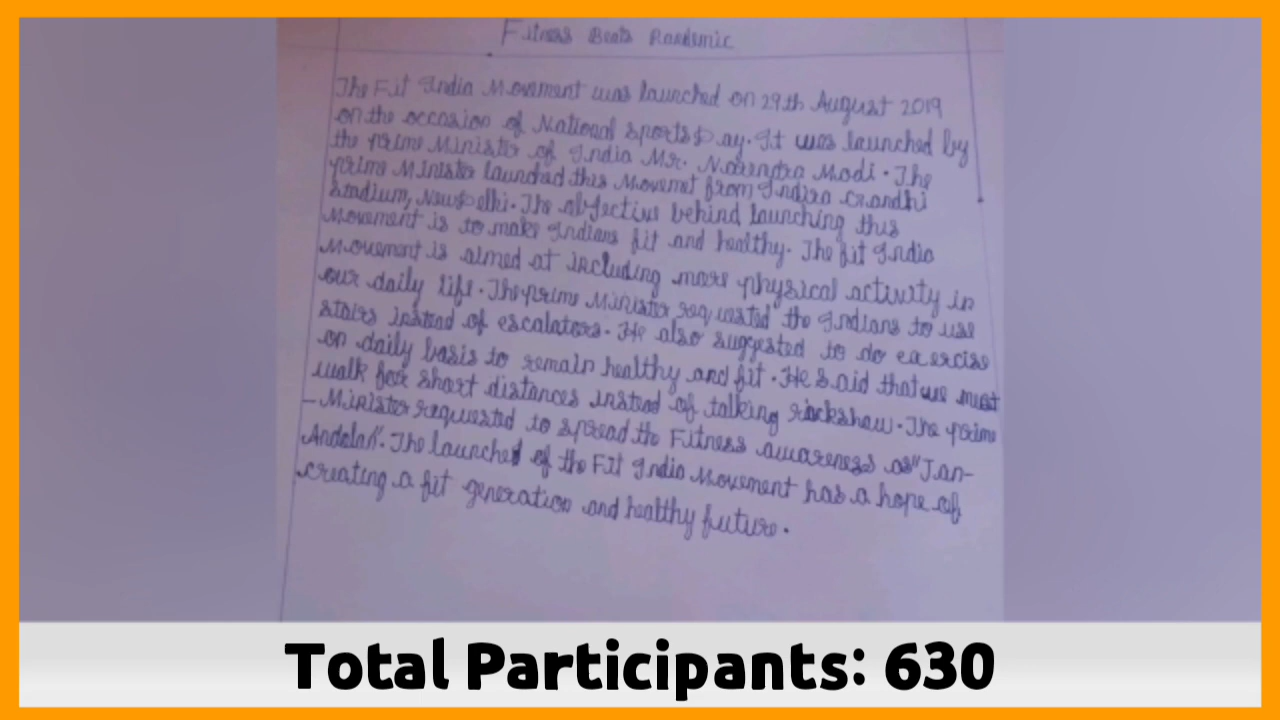 Fitness Beats Pandemic
The Fit India Movement was launched on 29th August 2019
on the occasion of National Sports Day. It was launched by
the prime Minister of India Mr. Narendra Modi. The
prime Minister launched this Movemet from Indira Gandhi
Stadium, New Delhi. The objective behind launching this
Movement is to make Indians fit and healthy. The fit India
Movement is aimed at including more physical activity in
our daily life. The prime Minister requested the Indians to use
stairs instead of escalators. He also suggested to do exercise
on daily basis to remain healthy and fit. He said that we must
walk for short distances instead of talking rickshaw. The prime
- Minister requested to spread the Fitness awareness as "Jan-
Andolan". The launched of the Fit India Movement has a hope of
creating a fit generation and healthy future.
Total Participants: 630